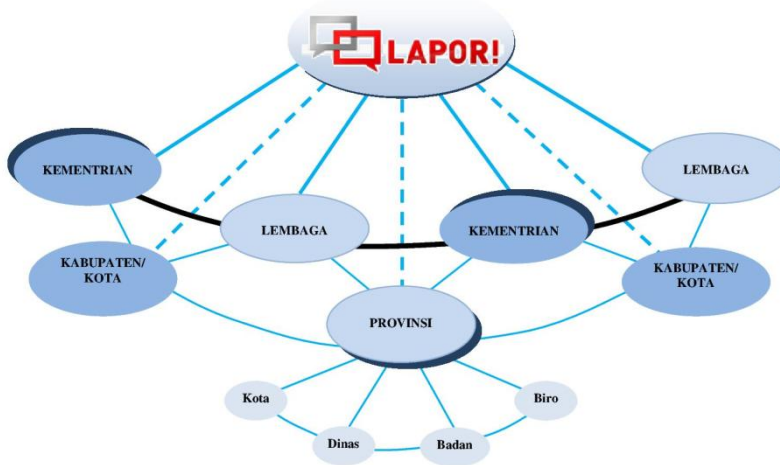 LAPOR!
KEMENTRIAN
LEMBAGA
LEMBAGA
KEMENTRIAN
KABUPATEN/
KOTA
KABUPATEN/
KOTA
PROVINSI
Kota
Biro
Dinas
Badan